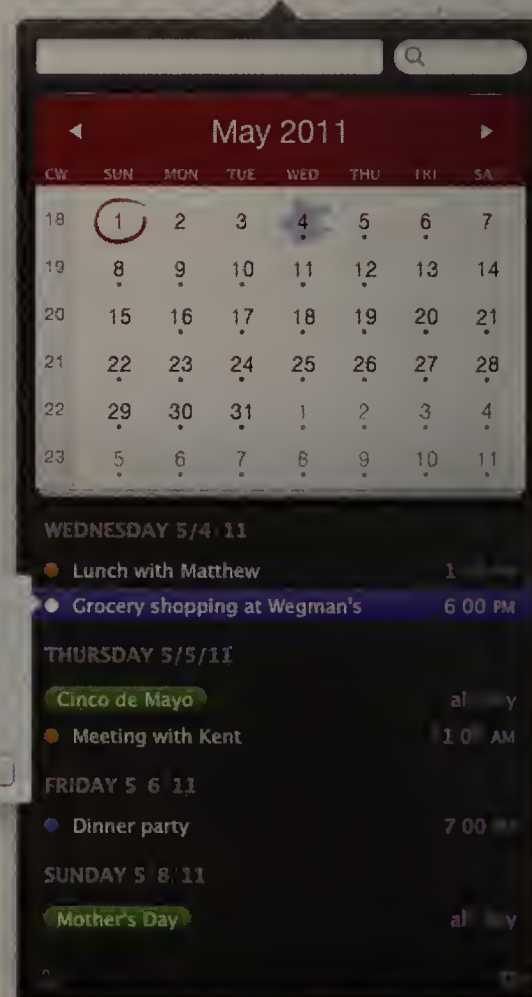 May 2011
CW SUN MON TUE WED THU FRI SA
18 1 2 3 4 5 6 7
19 8 9 10 11 12 13 14
20 15 16 17 18 19 20 21
21 22 23 24 25 26 27 28
22 29 30 31 1 2 3 4
23 5 6 7 8 9 10 11
WEDNESDAY 5/4 11
Lunch with Matthew
Grocery shopping at Wegman's 6 00 PM
THURSDAY 5/5/11
Cinco de Mayo
Meeting with Kent AM
FRIDAY 5 6 11
Dinner party 7 00
SUNDAY 5 8/11
Mother's Day